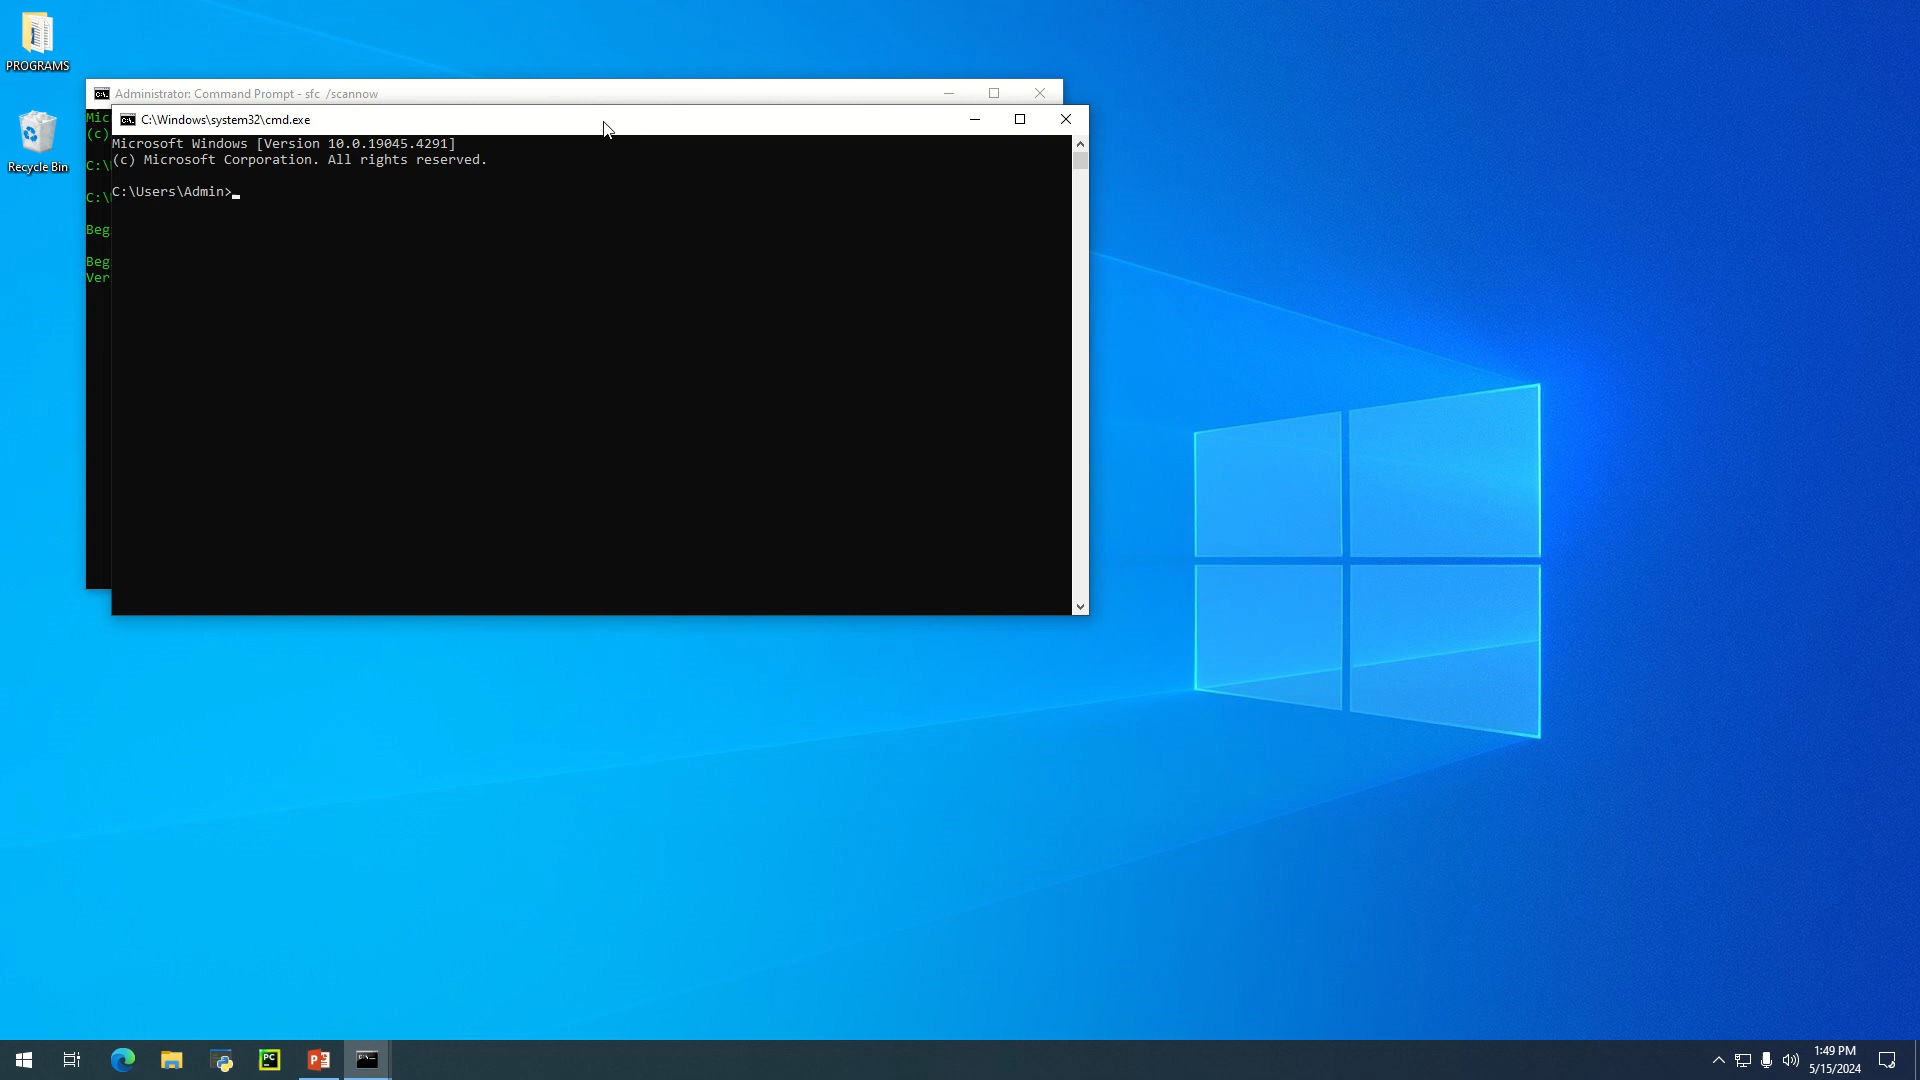 PROGRAMS
Recycle Bin
Administrator: Command Prompt - sfc  /scannow
Mic
(c)
C:\
C:\
Beg
Beg
Ver
C:\Windows\system32\cmd.exe
Microsoft Windows [Version 10.0.19045.4291]
(c) Microsoft Corporation. All rights reserved.
C:\Users\Admin>
1:49 PM
5/15/2024